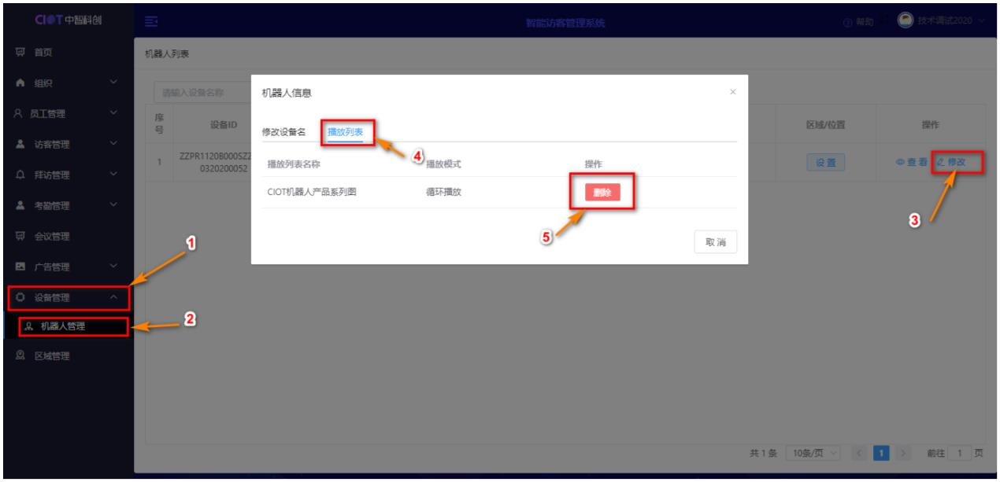 CIOT 中智科创
智能访客管理系统
帮助
技术调试2020
首页
组织
员工管理
访客管理
拜访管理
考勤管理
会议管理
广告管理
设备管理
机器人管理
区域管理
机器人列表
请输入设备名称
序号
设备ID
区域/位置
操作
1
ZZPR1120B000SZZ
0320200052
设置
查看
修改
机器人信息
×
修改设备名
播放列表
播放列表名称
播放模式
操作
CIOT机器人产品系列图
循环播放
删除
取消
1
2
3
4
5
共 1 条
10条/页
<
1
>
前往 1 页